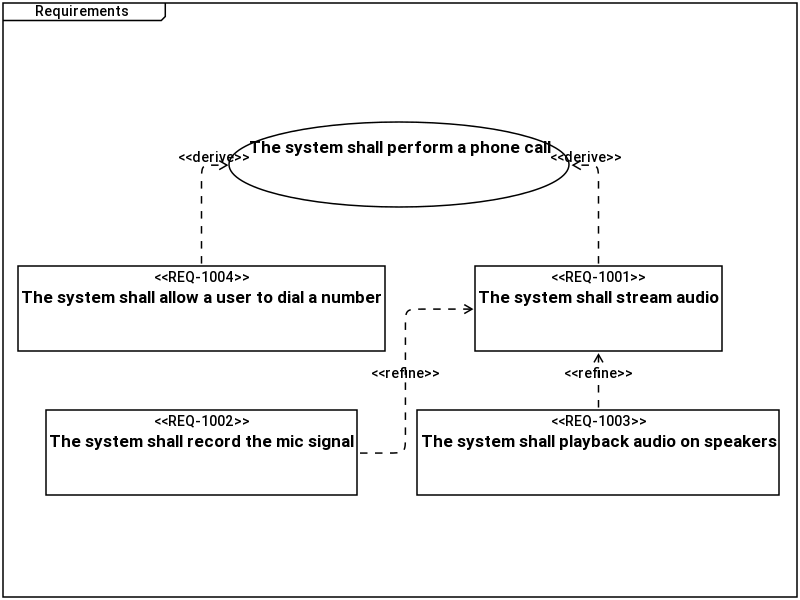 Requirements
The system shall perform a phone call
<<derive>>
<<derive>>
<<REQ-1004>>
The system shall allow a user to dial a number
<<REQ-1001>>
The system shall stream audio
<<refine>>
<<refine>>
<<REQ-1002>>
The system shall record the mic signal
<<REQ-1003>>
The system shall playback audio on speakers